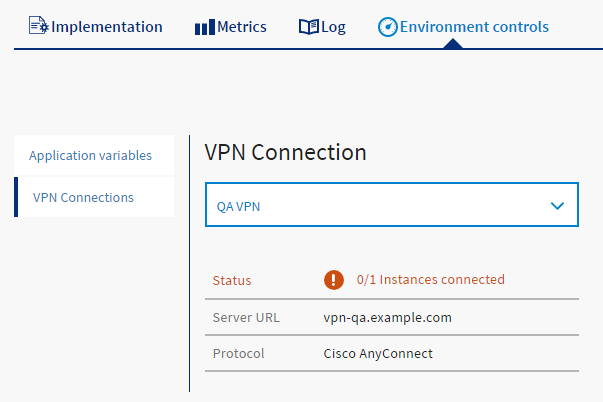 Implementation Metrics Log Environment controls
Application variables
VPN Connections
VPN Connection
QA VPN
Status 0/1 Instances connected
Server URL vpn-qa.example.com
Protocol Cisco AnyConnect